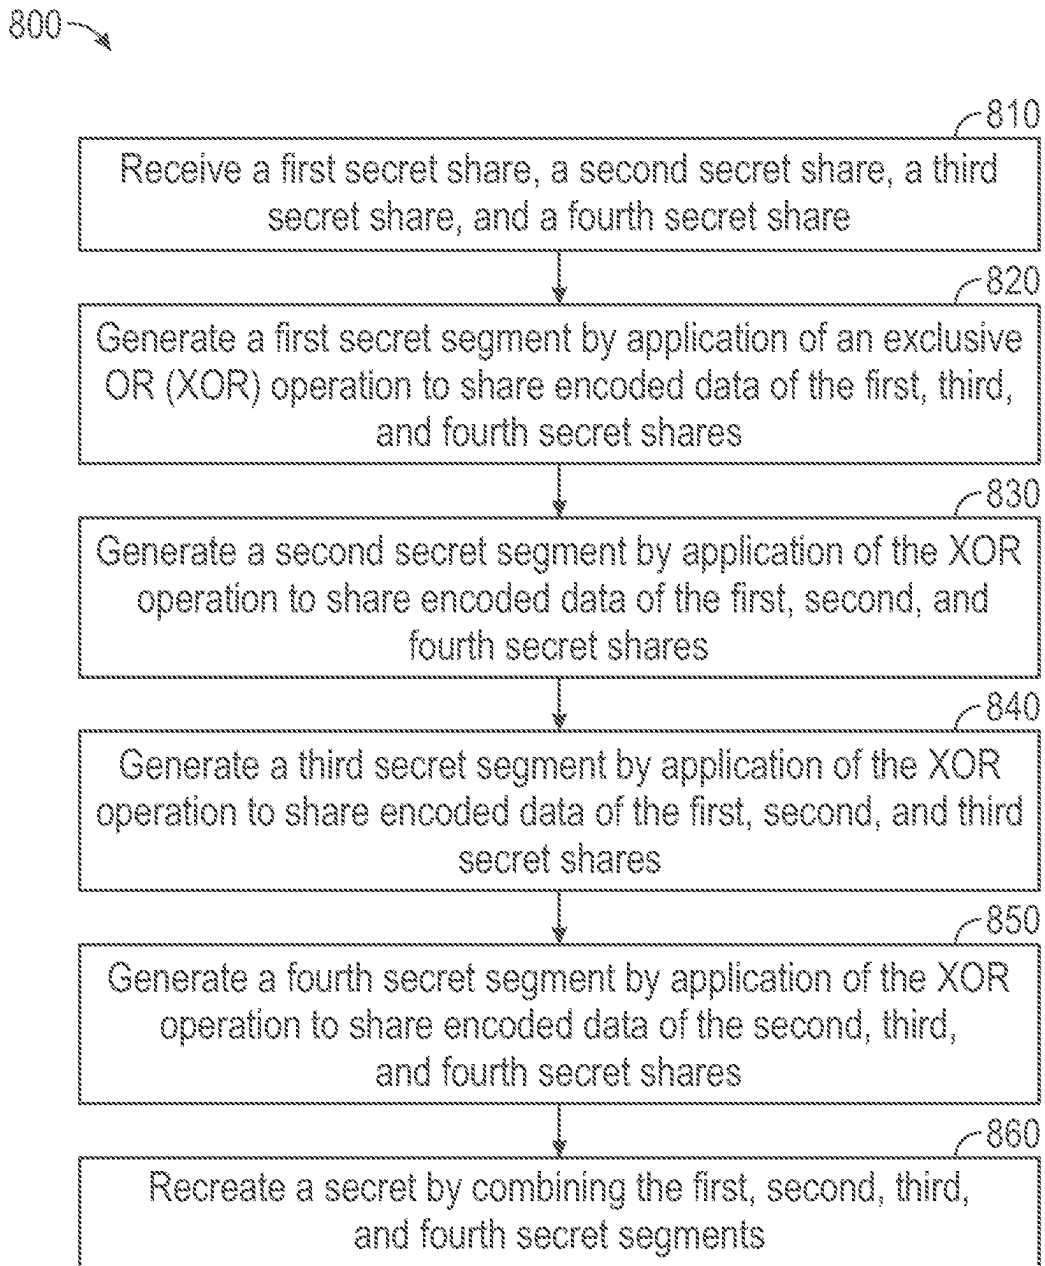 800
810
Receive a first secret share, a second secret share, a third
secret share, and a fourth secret share
820
Generate a first secret segment by application of an exclusive
OR (XOR) operation to share encoded data of the first, third,
and fourth secret shares
830
Generate a second secret segment by application of the XOR
operation to share encoded data of the first, second, and
fourth secret shares
840
Generate a third secret segment by application of the XOR
operation to share encoded data of the first, second, and third
secret shares
850
Generate a fourth secret segment by application of the XOR
operation to share encoded data of the second, third,
and fourth secret shares
860
Recreate a secret by combining the first, second, third,
and fourth secret segments